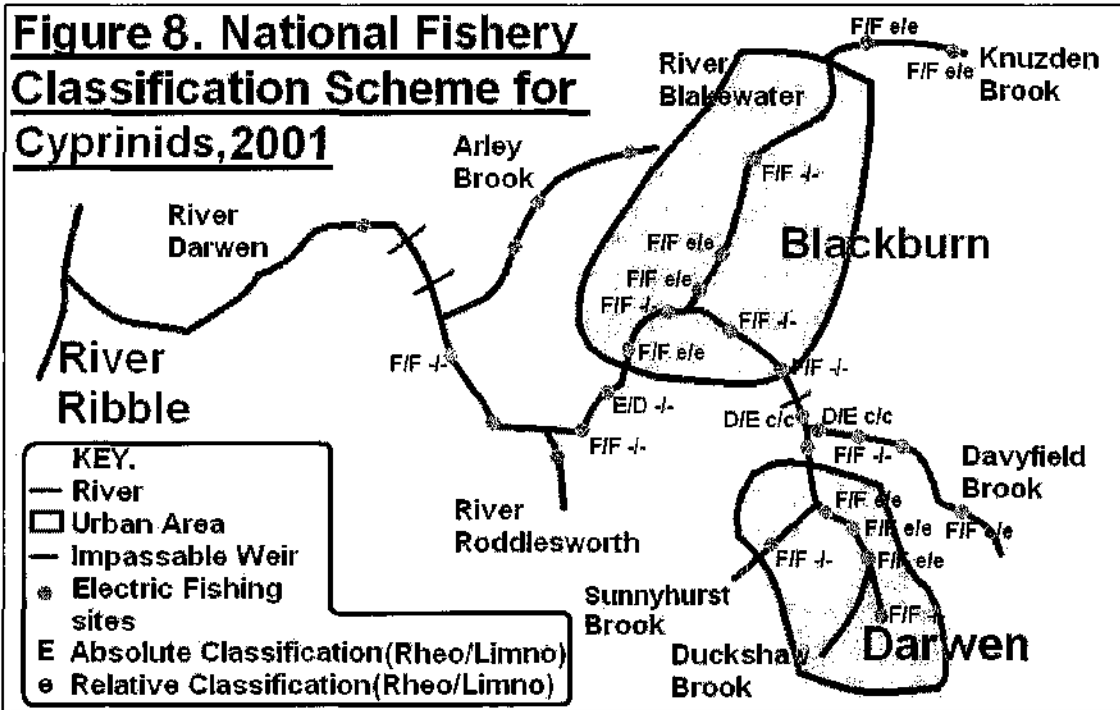 Figure 8. National Fishery
Classification Scheme for
Cyprinids,2001
F/F e/e
F/F e/e
Knuzden
Brook
River
Blakewater
Arley
Brook
F/F -/-
River
Darwen
F/F e/e
Blackburn
F/F e/e
F/F -/-
F/F -/-
F/F e/e
F/F -/-
F/F -/-
River
Ribble
E/D -/-
D/E c/c
D/E c/c
F/F -/-
F/F -/-
Davyfield
Brook
River
Roddlesworth
F/F e/e
F/F e/e
F/F e/e
F/F e/e
F/F -/-
Sunnyhurst
Brook
Duckshaw
Brook
Darwen
KEY.
River
Urban Area
Impassable Weir
Electric Fishing
sites
E Absolute Classification(Rheo/Limno)
e Relative Classification(Rheo/Limno)